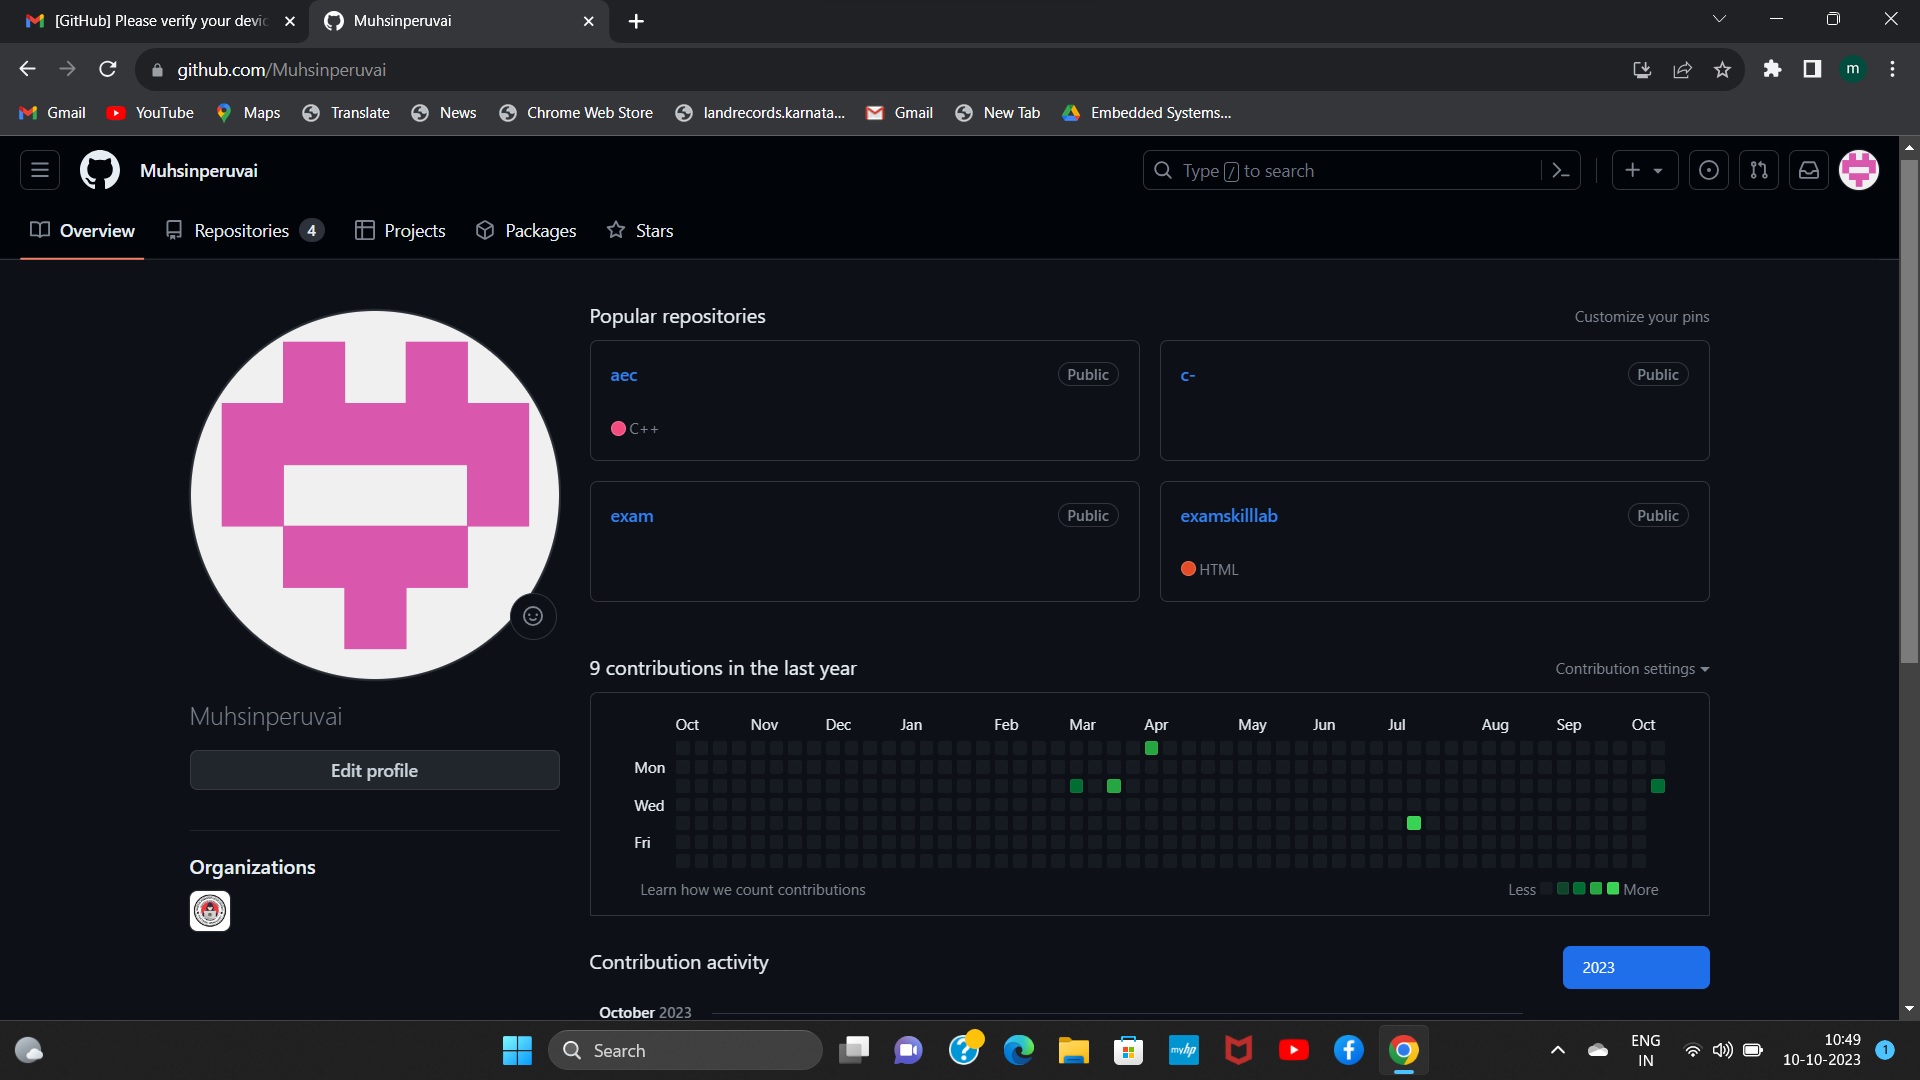 [GitHub] Please verify your devic
Muhsinperuvai
github.com/Muhsinperuvai
m
Gmail
YouTube
Maps
Translate
News
Chrome Web Store
landrecords.karnata...
Gmail
New Tab
Embedded Systems...
Muhsinperuvai
Type / to search
Overview
Repositories 4
Projects
Packages
Stars
Popular repositories
Customize your pins
aec
Public
C++
c-
Public
exam
Public
examskilllab
Public
HTML
Muhsinperuvai
Edit profile
Organizations
9 contributions in the last year
Contribution settings
Oct Nov Dec Jan Feb Mar Apr May Jun Jul Aug Sep Oct
Mon
Wed
Fri
Learn how we count contributions
Less More
Contribution activity
2023
October 2023
Search
myhp
ENG
IN
10:49
10-10-2023
1